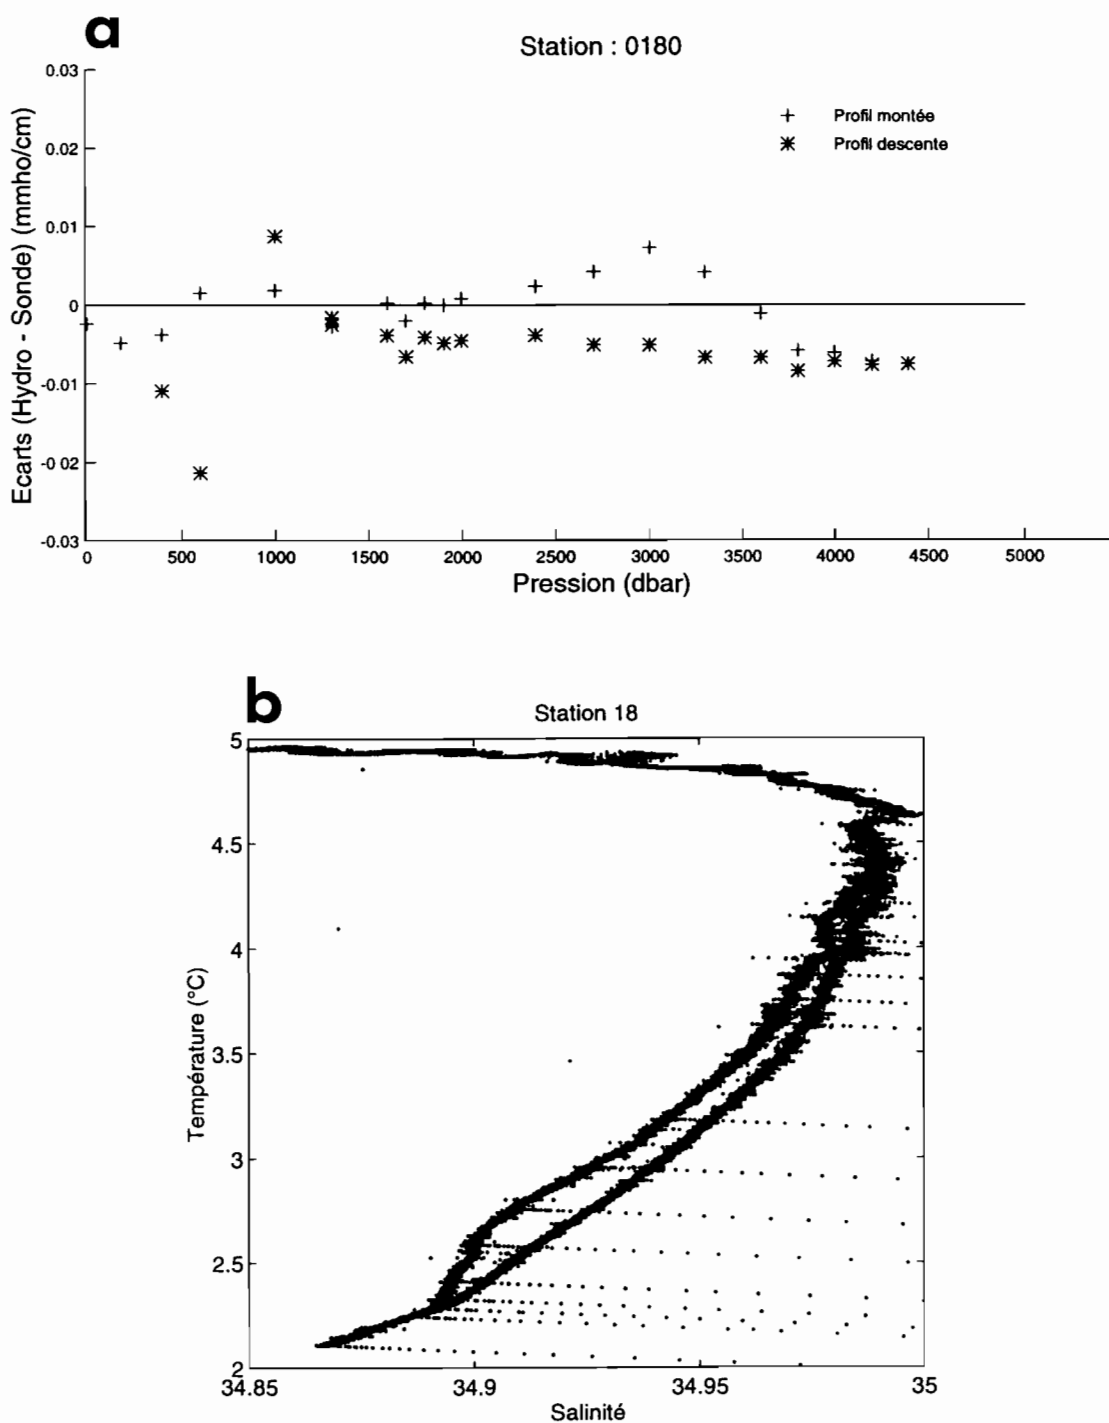 a
Station : 0180
0.03
0.02
0.01
0
-0.01
-0 02
-0.03
Ecarts (Hydro - Sonde) (mmho/cm)
+ Profil montée
* Profil descente
0 500 1000 1500 2000 2500 3000 3500 4000 4500 5000
Pression (dbar)
b
Station 18
5
4.5
4
3.5
3
2.5
2
Température (°C)
34.85 34.9 34.95 35
Salinité